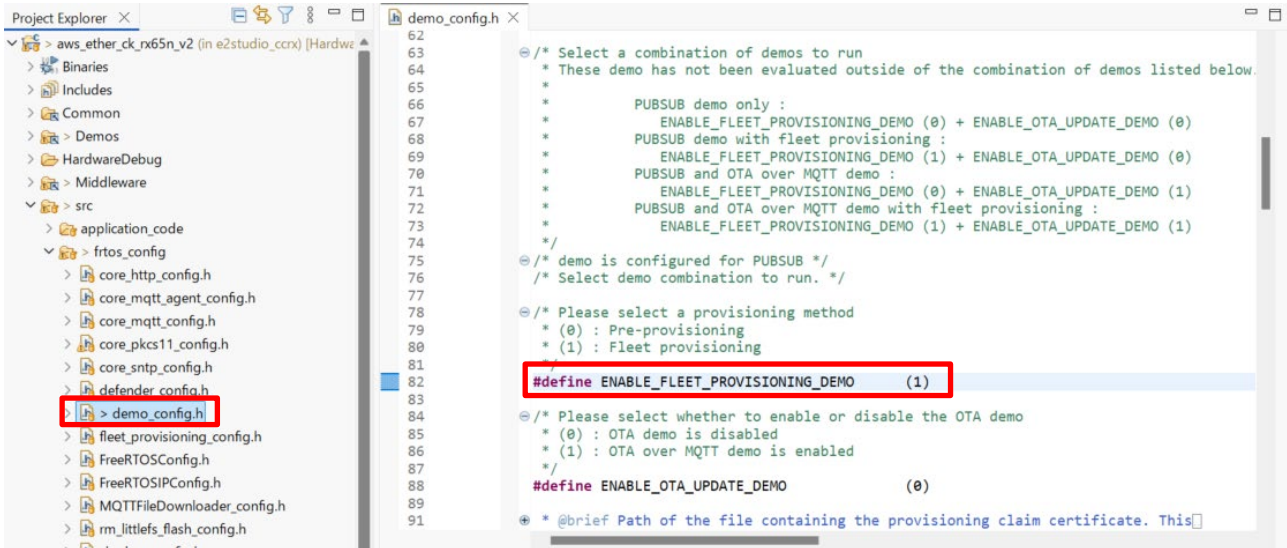 Project Explorer
aws_ether_ck_rx65n_v2 (in e2studio_ccrx) [Hardwa
Binaries
Includes
Common
> Demos
HardwareDebug
> Middleware
> src
application_code
> frtos_config
core_http_config.h
core_mqtt_agent_config.h
core_mqtt_config.h
core_pkcs11_config.h
core_sntp_config.h
defender_config.h
> demo_config.h
fleet_provisioning_config.h
FreeRTOSConfig.h
FreeRTOSIPConfig.h
MQTTFileDownloader_config.h
rm_littlefs_flash_config.h
demo_config.h
62
63 /* Select a combination of demos to run
64 * These demo has not been evaluated outside of the combination of demos listed below.
65 *
66 * PUBSUB demo only :
67 * ENABLE_FLEET_PROVISIONING_DEMO (0) + ENABLE_OTA_UPDATE_DEMO (0)
68 * PUBSUB demo with fleet provisioning :
69 * ENABLE_FLEET_PROVISIONING_DEMO (1) + ENABLE_OTA_UPDATE_DEMO (0)
70 * PUBSUB and OTA over MQTT demo :
71 * ENABLE_FLEET_PROVISIONING_DEMO (0) + ENABLE_OTA_UPDATE_DEMO (1)
72 * PUBSUB and OTA over MQTT demo with fleet provisioning :
73 * ENABLE_FLEET_PROVISIONING_DEMO (1) + ENABLE_OTA_UPDATE_DEMO (1)
74 */
75 /* demo is configured for PUBSUB */
76 /* Select demo combination to run. */
77
78 /* Please select a provisioning method
79 * (0) : Pre-provisioning
80 * (1) : Fleet provisioning
81 */
82 #define ENABLE_FLEET_PROVISIONING_DEMO (1)
83
84 /* Please select whether to enable or disable the OTA demo
85 * (0) : OTA demo is disabled
86 * (1) : OTA over MQTT demo is enabled
87 */
88 #define ENABLE_OTA_UPDATE_DEMO (0)
89
91 * @brief Path of the file containing the provisioning claim certificate. This